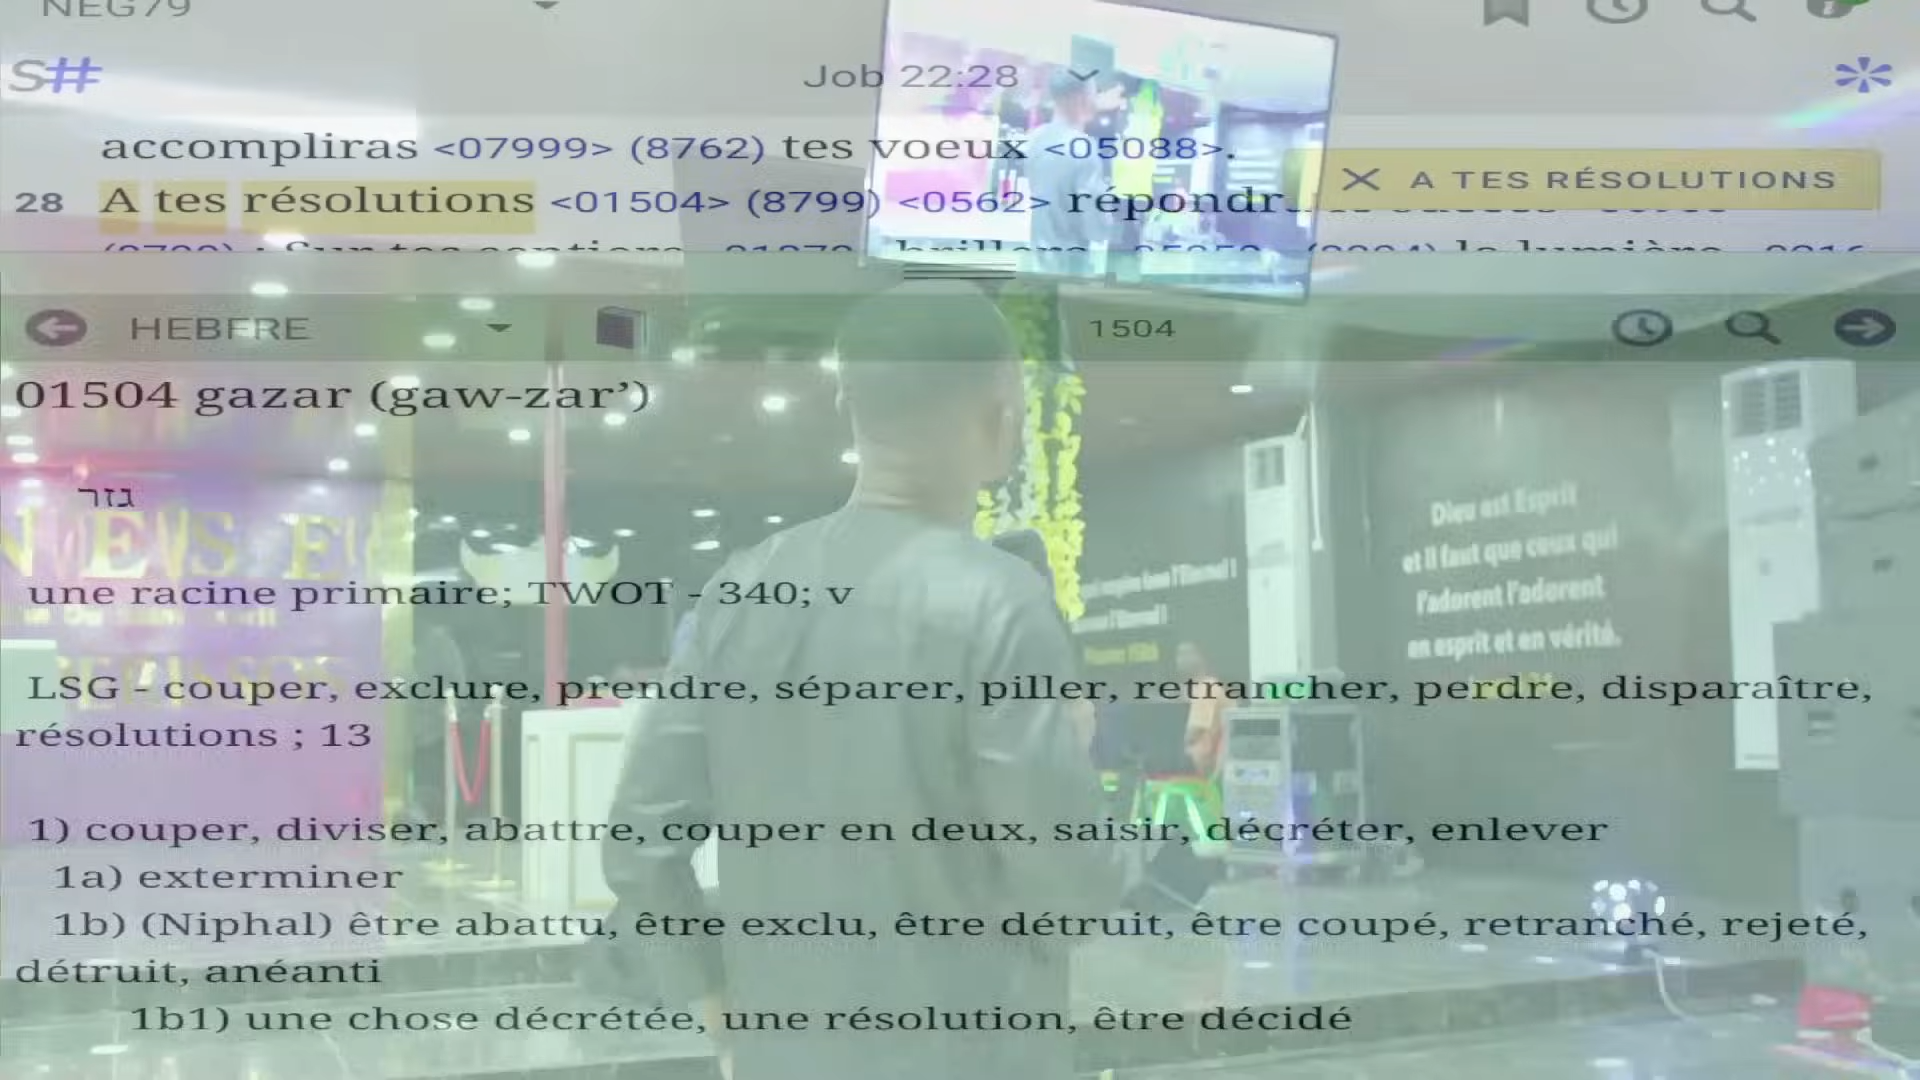 NEG79
S# Job 22:28
accompliras <07999> (8762) tes voeux <05088>.
28 A tes résolutions <01504> (8799) <0562>
A TES RÉSOLUTIONS
HEBFRE 1504
01504 gazar (gaw-zar’)
גזר
une racine primaire; TWOT - 340; v
LSG - couper, exclure, prendre, séparer, piller, retrancher, perdre, disparaître,
résolutions ; 13
1) couper, diviser, abattre, couper en deux, saisir, décréter, enlever
1a) exterminer
1b) (Niphal) être abattu, être exclu, être détruit, être coupé, retranché, rejeté,
détruit, anéanti
1b1) une chose décrétée, une résolution, être décidé
Dieu est Esprit
et il faut que ceux qui
l'adorent l'adorent
en esprit et en vérité.